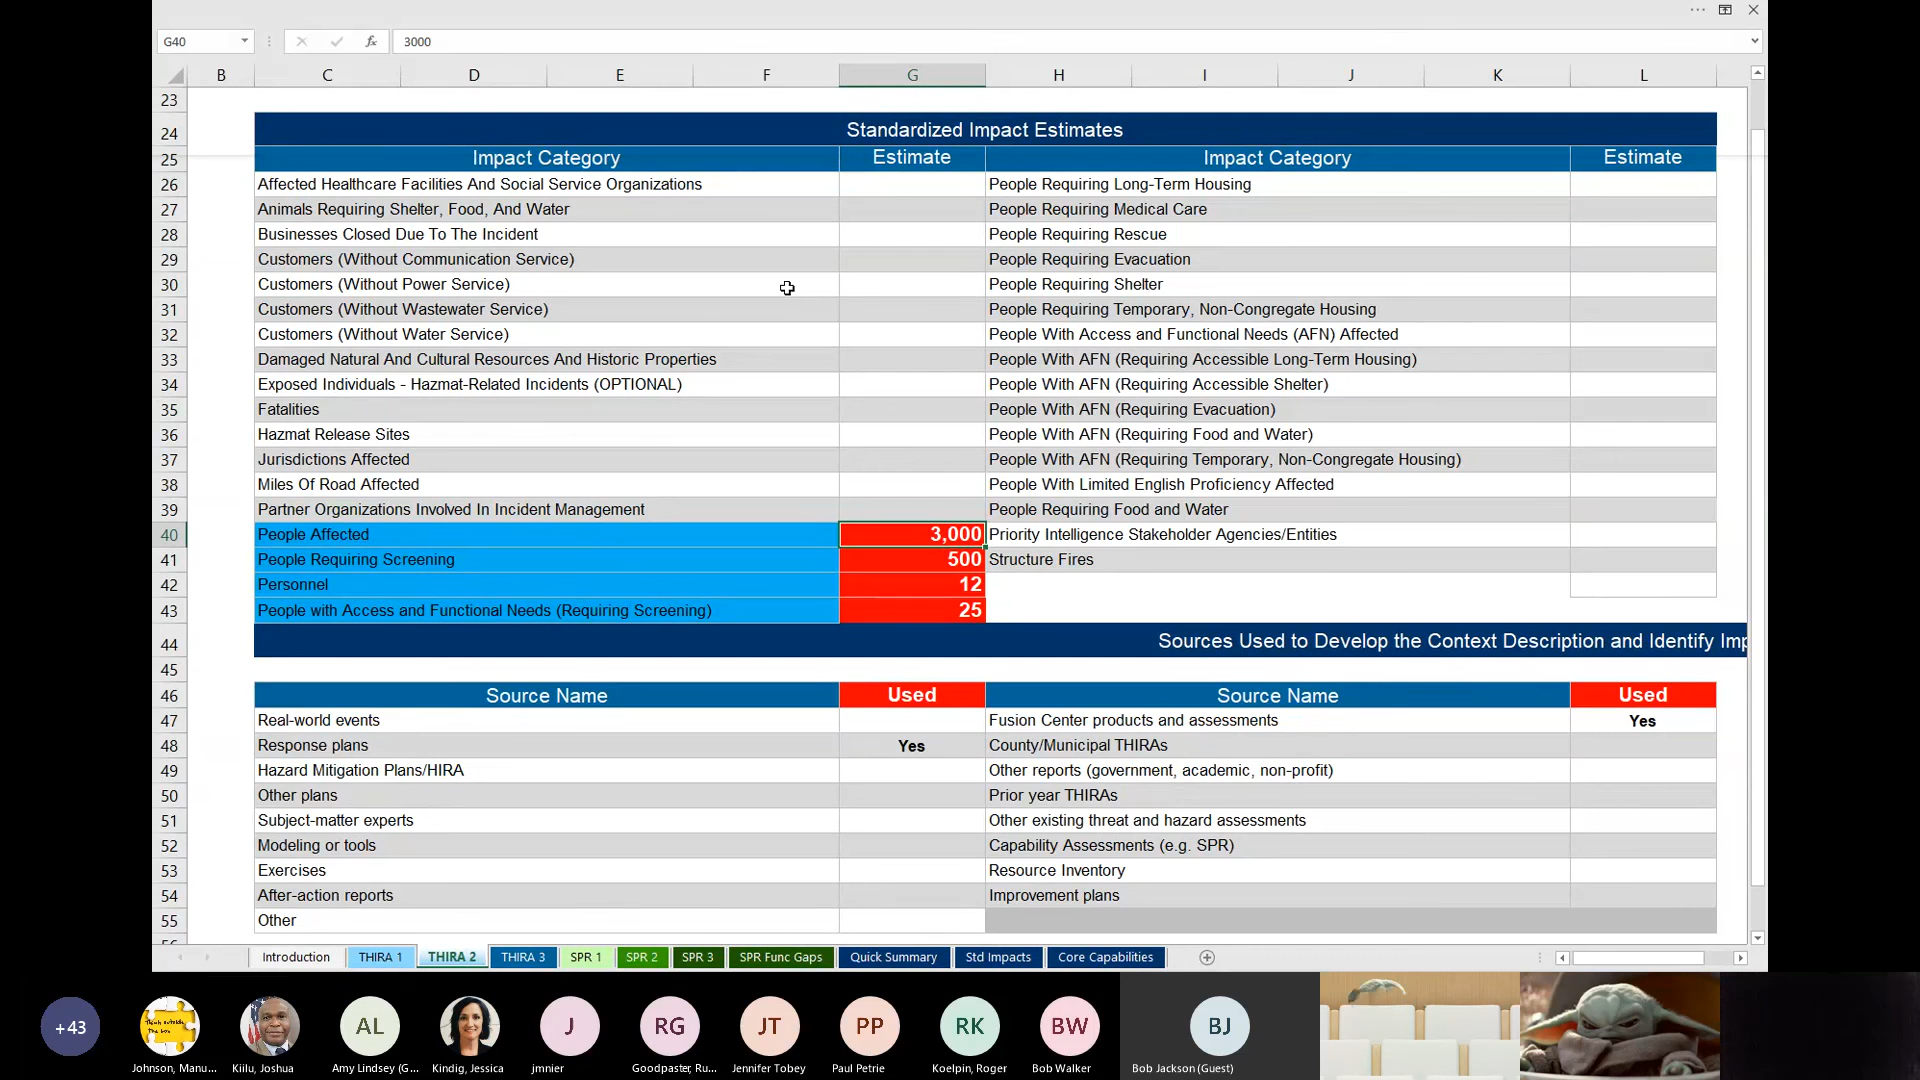 G40
3000
B C D E F G H I J K L
23
24 Standardized Impact Estimates
25 Impact Category Estimate Impact Category Estimate
26 Affected Healthcare Facilities And Social Service Organizations People Requiring Long-Term Housing
27 Animals Requiring Shelter, Food, And Water People Requiring Medical Care
28 Businesses Closed Due To The Incident People Requiring Rescue
29 Customers (Without Communication Service) People Requiring Evacuation
30 Customers (Without Power Service) People Requiring Shelter
31 Customers (Without Wastewater Service) People Requiring Temporary, Non-Congregate Housing
32 Customers (Without Water Service) People With Access and Functional Needs (AFN) Affected
33 Damaged Natural And Cultural Resources And Historic Properties People With AFN (Requiring Accessible Long-Term Housing)
34 Exposed Individuals - Hazmat-Related Incidents (OPTIONAL) People With AFN (Requiring Accessible Shelter)
35 Fatalities People With AFN (Requiring Evacuation)
36 Hazmat Release Sites People With AFN (Requiring Food and Water)
37 Jurisdictions Affected People With AFN (Requiring Temporary, Non-Congregate Housing)
38 Miles Of Road Affected People With Limited English Proficiency Affected
39 Partner Organizations Involved In Incident Management People Requiring Food and Water
40 People Affected 3,000 Priority Intelligence Stakeholder Agencies/Entities
41 People Requiring Screening 500 Structure Fires
42 Personnel 12
43 People with Access and Functional Needs (Requiring Screening) 25
44 Sources Used to Develop the Context Description and Identify Imp
45
46 Source Name Used Source Name Used
47 Real-world events Fusion Center products and assessments Yes
48 Response plans Yes County/Municipal THIRAs
49 Hazard Mitigation Plans/HIRA Other reports (government, academic, non-profit)
50 Other plans Prior year THIRAs
51 Subject-matter experts Other existing threat and hazard assessments
52 Modeling or tools Capability Assessments (e.g. SPR)
53 Exercises Resource Inventory
54 After-action reports Improvement plans
55 Other
Introduction THIRA 1 THIRA 2 THIRA 3 SPR 1 SPR 2 SPR 3 SPR Func Gaps Quick Summary Std Impacts Core Capabilities
+43 AL J RG JT PP RK BW BJ
Johnson, Manu... Kiilu, Joshua Amy Lindsey (G... Kindig, Jessica jmnier Goodpaster, Ru... Jennifer Tobey Paul Petrie Koelpin, Roger Bob Walker Bob Jackson (Guest)